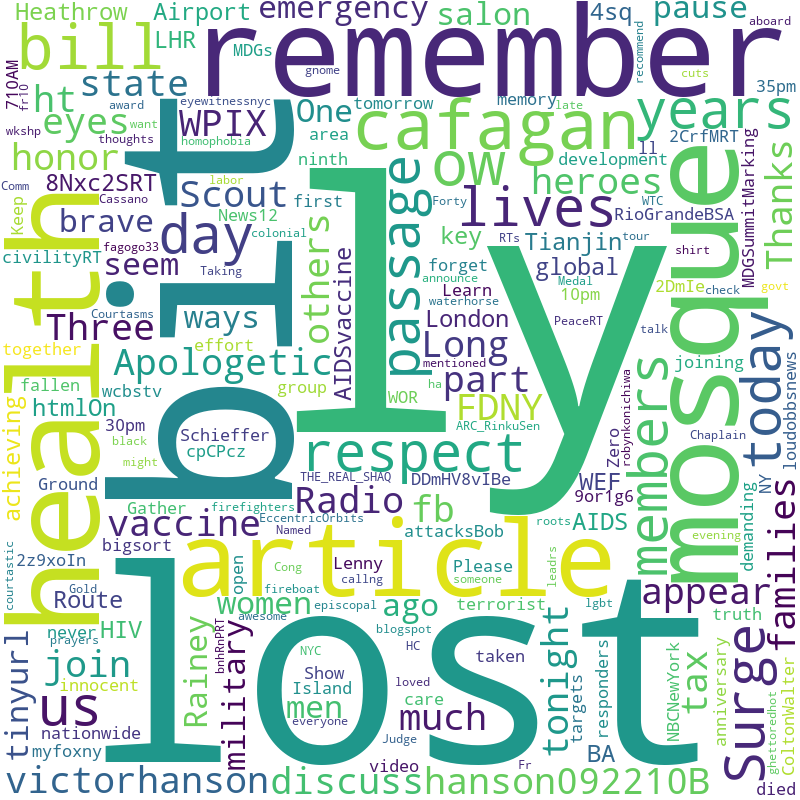 Heathrow Airport emergency salon 4sq pause aboard
LHR MDGs gnome recommend cuts
bill remember
710AM fr10 ht state award eyewitnessnyc One tomorrow memory late 35pm
wkshp eyes want thoughts WPIX homophobia area cafagan years 2CrfMRT
honor 8Nxc2SRT Scout ninth first ow development ll
Comm Cassano labor News12 passage heroes RioGrandeBSA MDGSummitMarking Thanks
Keep brave fagogo33 day others key lives WTC
civilityRT seem colonial Forty RTs Tianjin tour shirt
health Taking forget global 2DmIe check govt
bit ly mosque
Courtasms announce waterhorse Learn 10pm Medal
Three ways AIDSvaccine London PeaceRT talk today
together effort mentioned Long joining loudobbsnews
fallen Apologetic group ha part members NY
achieving wcbstv WOR FDNY
htmlOn 30pm black Schieffer ARC_RinkuSen Zero robynkonichiwa Chaplain
might cpCPcz respect
Ground Gather THE_REAL_SHAQ DDmHV8vIBe WEF 9or1g6 demanding
vaccine firefighters Radio fb AIDS families
bigsort EccentricOrbits attacksBob roots evening
2z9xoIn Named article
courtastic Gold Route open Cong Lenny callng Please someone leadrs appear truth
never HIV women fireboat episcopal ago terrorist lgbt
prayers awesome blogspot responders anniversary
tinyurl join Rainey NYC HC tonight Surge
innocent bnhRnPRT Show loved taken targets NBCNewYork tax ColtonWalter ghettoredhot
us military Island care
men everyone much
nationwide lost
myfoxny Judge video Fr BA
victorhanson discusshanson092210B died